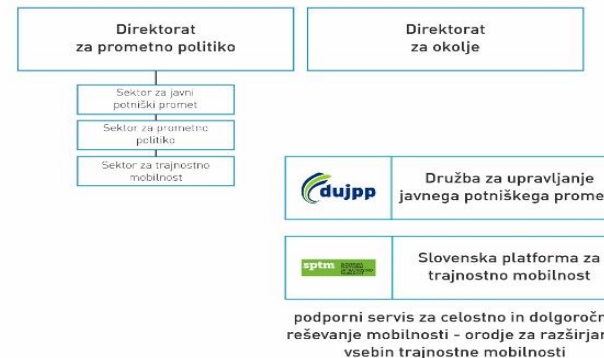 Direktorat
za prometno politiko
Direktorat
za okolje
Sektor za javni
potniški promet
Sektor za prometno
politiko
Sektor za trajnostno
mobilnost
dujpp
Družba za upravljanje
javnega potniškega prome
sptm
Slovenska platforma za
trajnostno mobilnost
podporni servis za celostno in dolgoročn
reševanje mobilnosti - orodje za razširjan
vsebin trajnostne mobilnosti